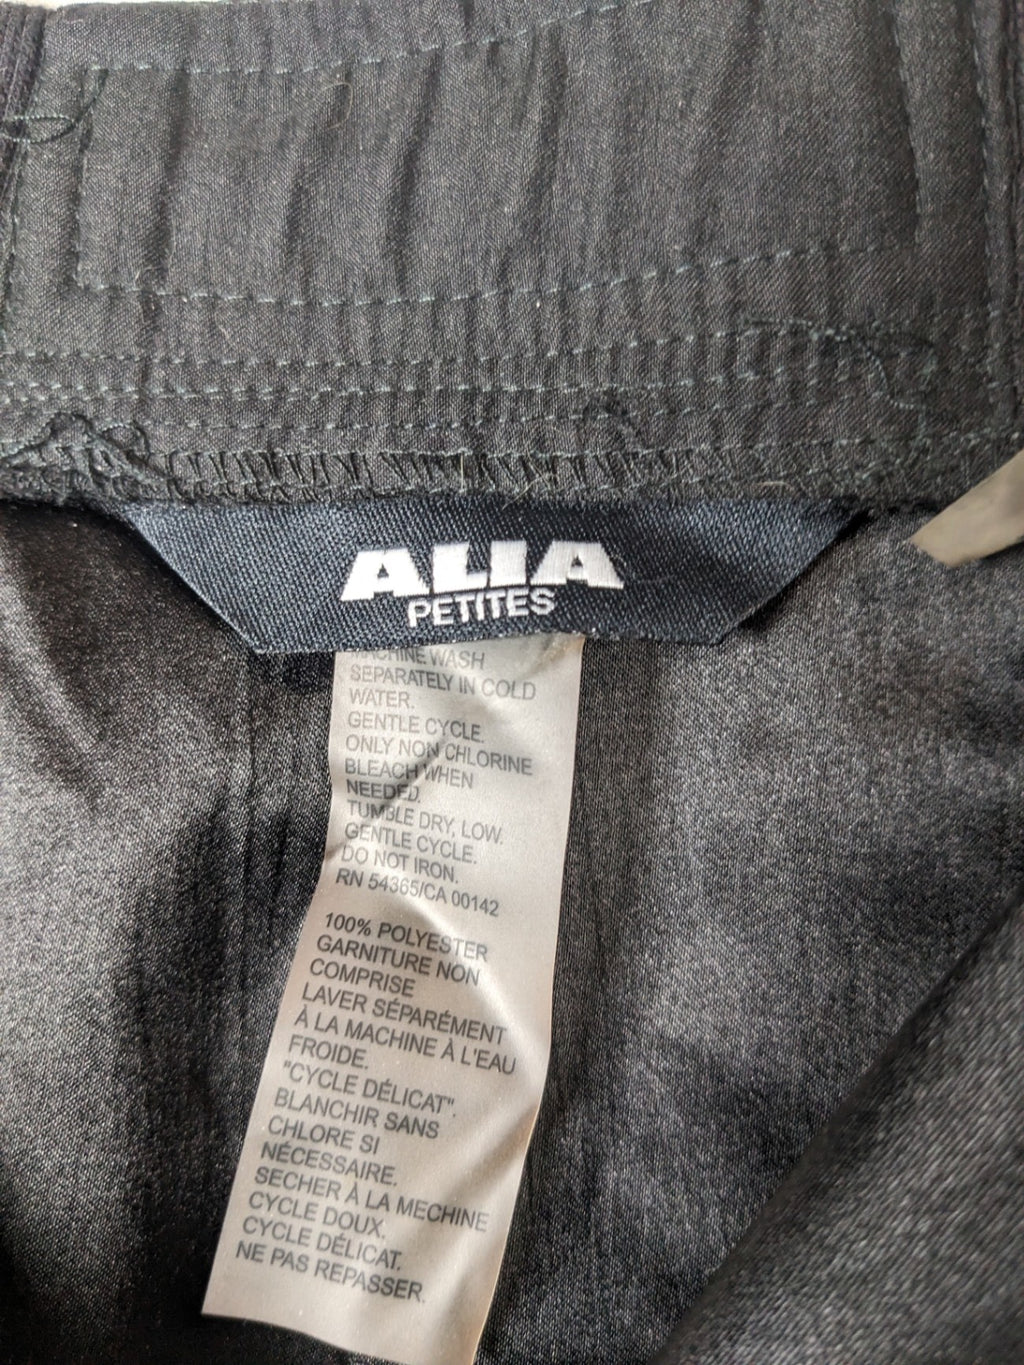 ALIA
PETITES
MACHINE WASH
SEPARATELY IN COLD
WATER.
GENTLE CYCLE.
ONLY NON CHLORINE
BLEACH WHEN
NEEDED.
TUMBLE DRY, LOW.
GENTLE CYCLE.
DO NOT IRON.
RN 54365/CA 00142
100% POLYESTER
GARNITURE NON
COMPRISE
LAVER SÉPARÉMENT
À LA MACHINE À L'EAU
FROIDE.
"CYCLE DÉLICAT".
BLANCHIR SANS
CHLORE SI
NÉCESSAIRE.
SECHER À LA MECHINE
CYCLE DOUX.
CYCLE DÉLICAT.
NE PAS REPASSER.